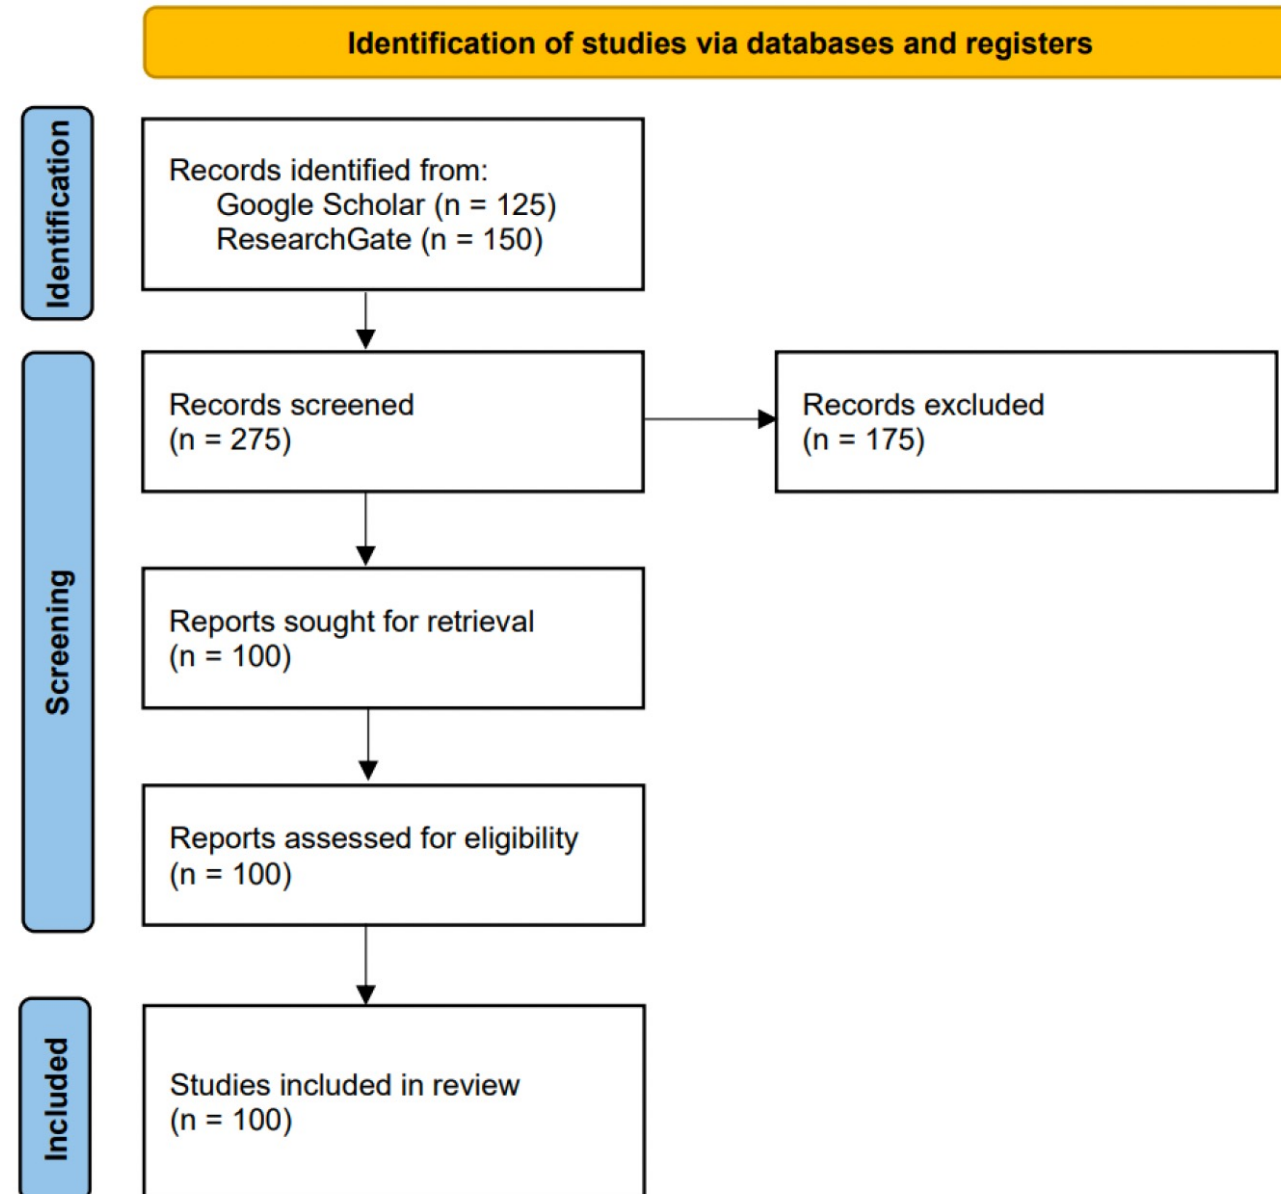 Identification of studies via databases and registers
Identification
Records identified from:
Google Scholar (n = 125)
ResearchGate (n = 150)
Screening
Records screened
(n = 275)
Records excluded
(n = 175)
Reports sought for retrieval
(n = 100)
Reports assessed for eligibility
(n = 100)
Included
Studies included in review
(n = 100)